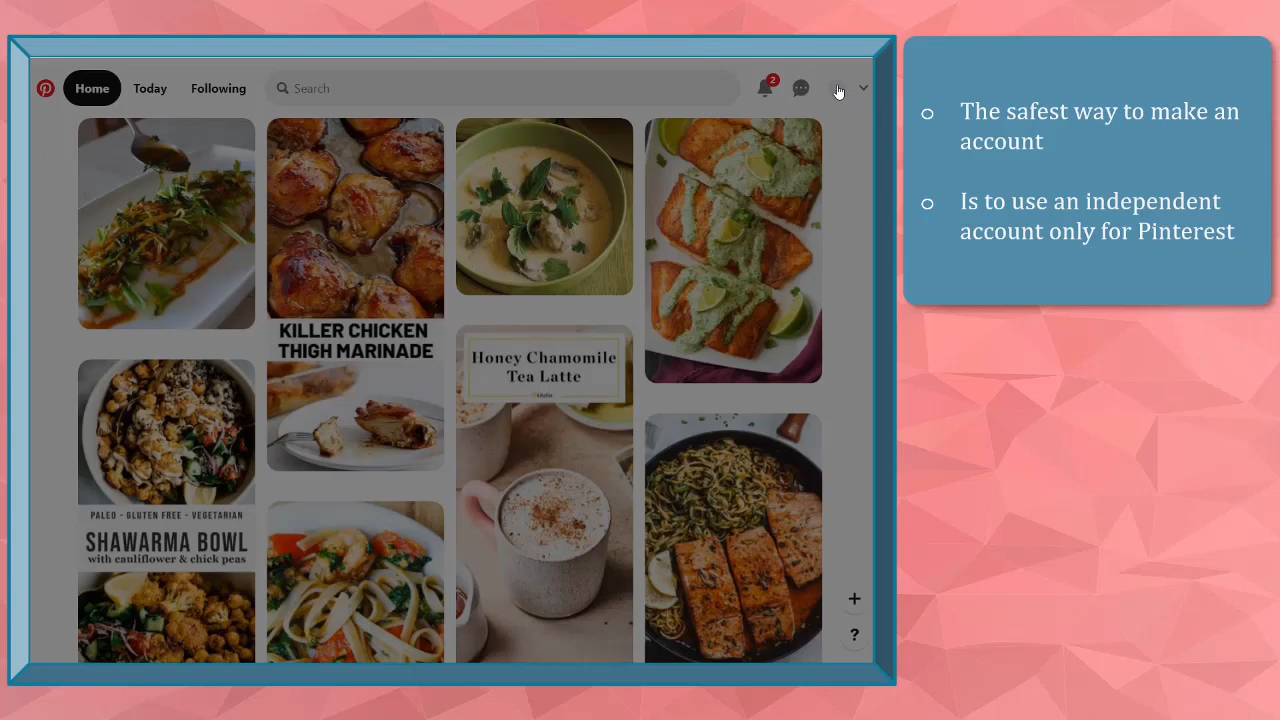 Home Today Following Search 2
The safest way to make an
account
Is to use an independent
account only for Pinterest
KILLER CHICKEN
THIGH MARINADE
Honey Chamomile
Tea Latte
PALEO - GLUTEN FREE - VEGETARIAN
SHAWARMA BOWL
with cauliflower & chick peas
+
?